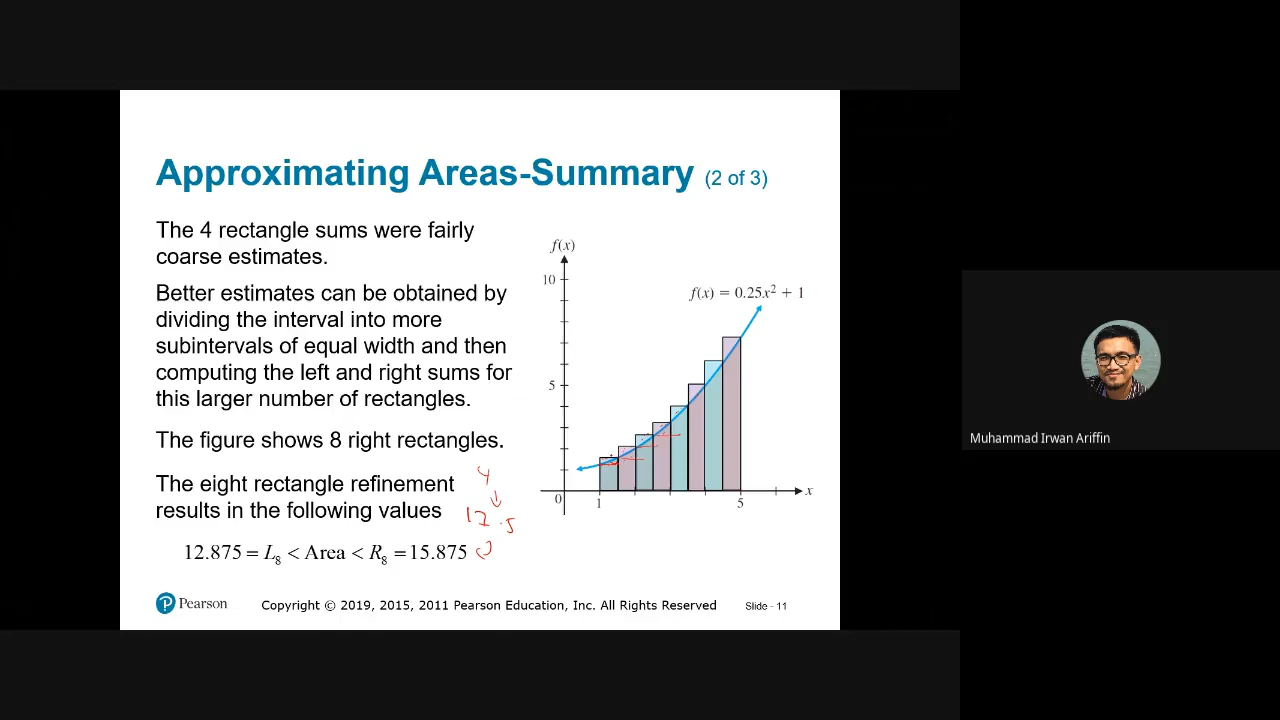 Approximating Areas-Summary (2 of 3)
The 4 rectangle sums were fairly
coarse estimates.
Better estimates can be obtained by
dividing the interval into more
subintervals of equal width and then
computing the left and right sums for
this larger number of rectangles.
The figure shows 8 right rectangles.
The eight rectangle refinement
results in the following values
12.875 = L₈ < Area < R₈ = 15.875
4
↓
12.5
f(x)
10
f(x) = 0.25x² + 1
5
0
1
5
x
Pearson
Copyright © 2019, 2015, 2011 Pearson Education, Inc. All Rights Reserved
Slide - 11
Muhammad Irwan Ariffin